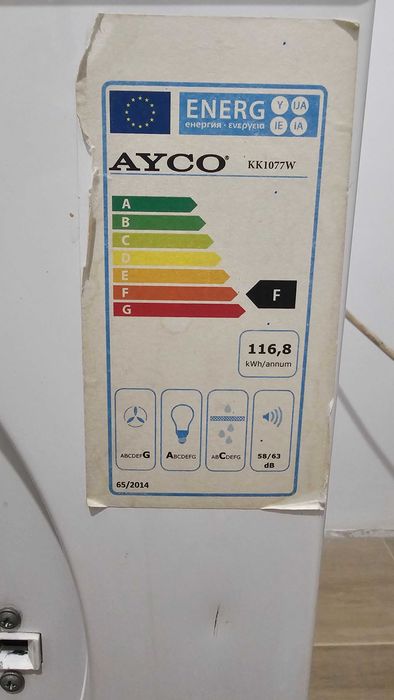 ENERG Y IJA
енергия · ενεργεια IE IA
AYCO® KK1077W
A
B
C
D
E
F F
G
116,8
kWh/annum
ABCDEFG ABCDEFG ABCDEFG 58/63
dB
65/2014